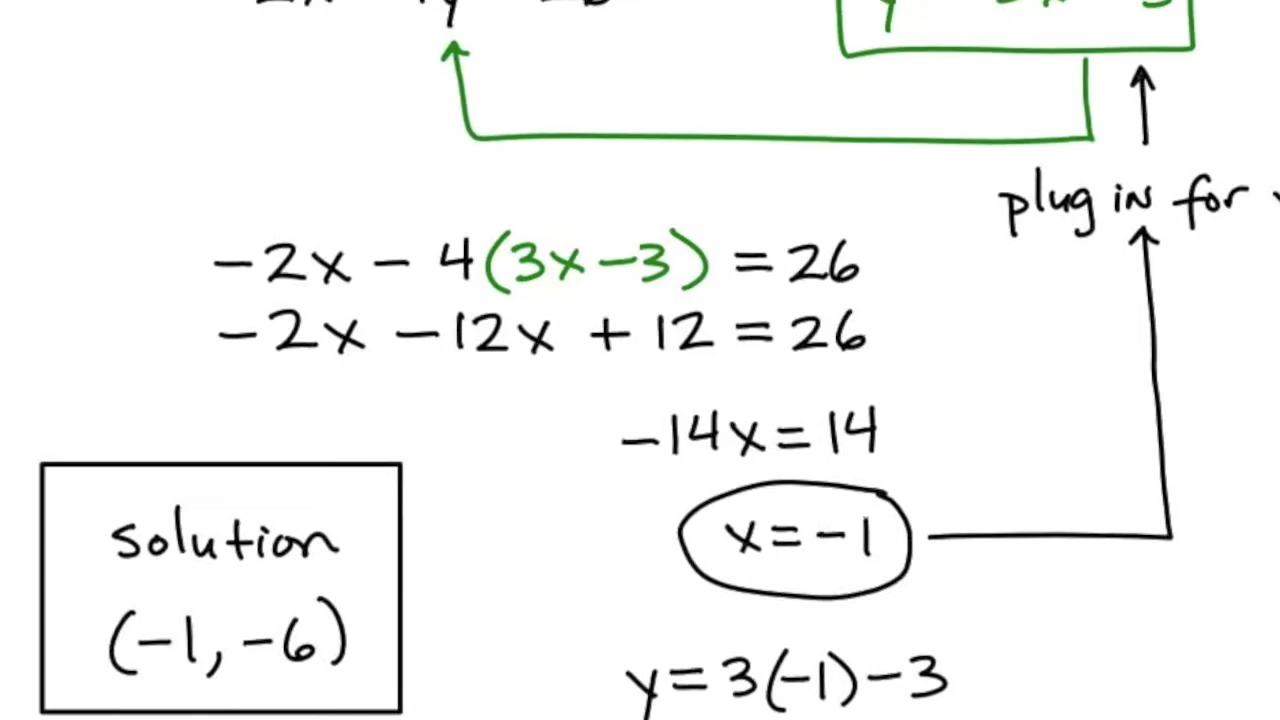 plug in for
-2x - 4(3x-3) = 26
-2x -12x + 12 = 26
-14x = 14
x = -1
solution
(-1, -6)
y = 3(-1) - 3